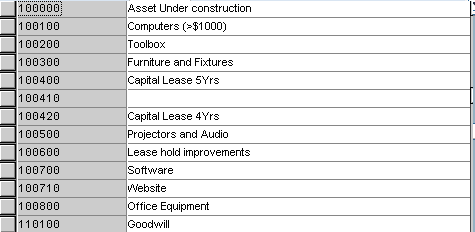 100000 Asset Under construction
100100 Computers (>$1000)
100200 Toolbox
100300 Furniture and Fixtures
100400 Capital Lease 5Yrs
100410
100420 Capital Lease 4Yrs
100500 Projectors and Audio
100600 Lease hold improvements
100700 Software
100710 Website
100800 Office Equipment
110100 Goodwill